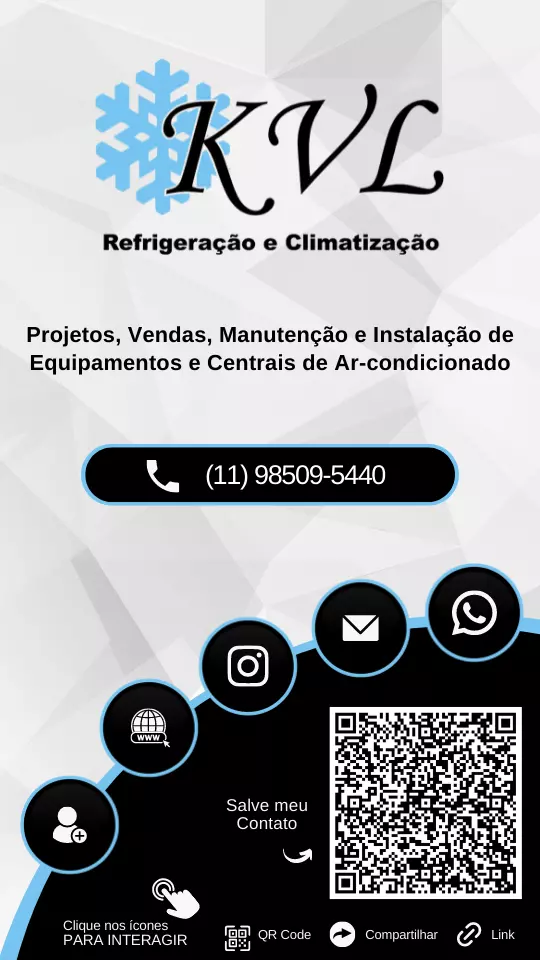 KVL
Refrigeração e Climatização
Projetos, Vendas, Manutenção e Instalação de
Equipamentos e Centrais de Ar-condicionado
(11) 98509-5440
www
Salve meu
Contato
Clique nos ícones
PARA INTERAGIR
QR Code
Compartilhar
Link